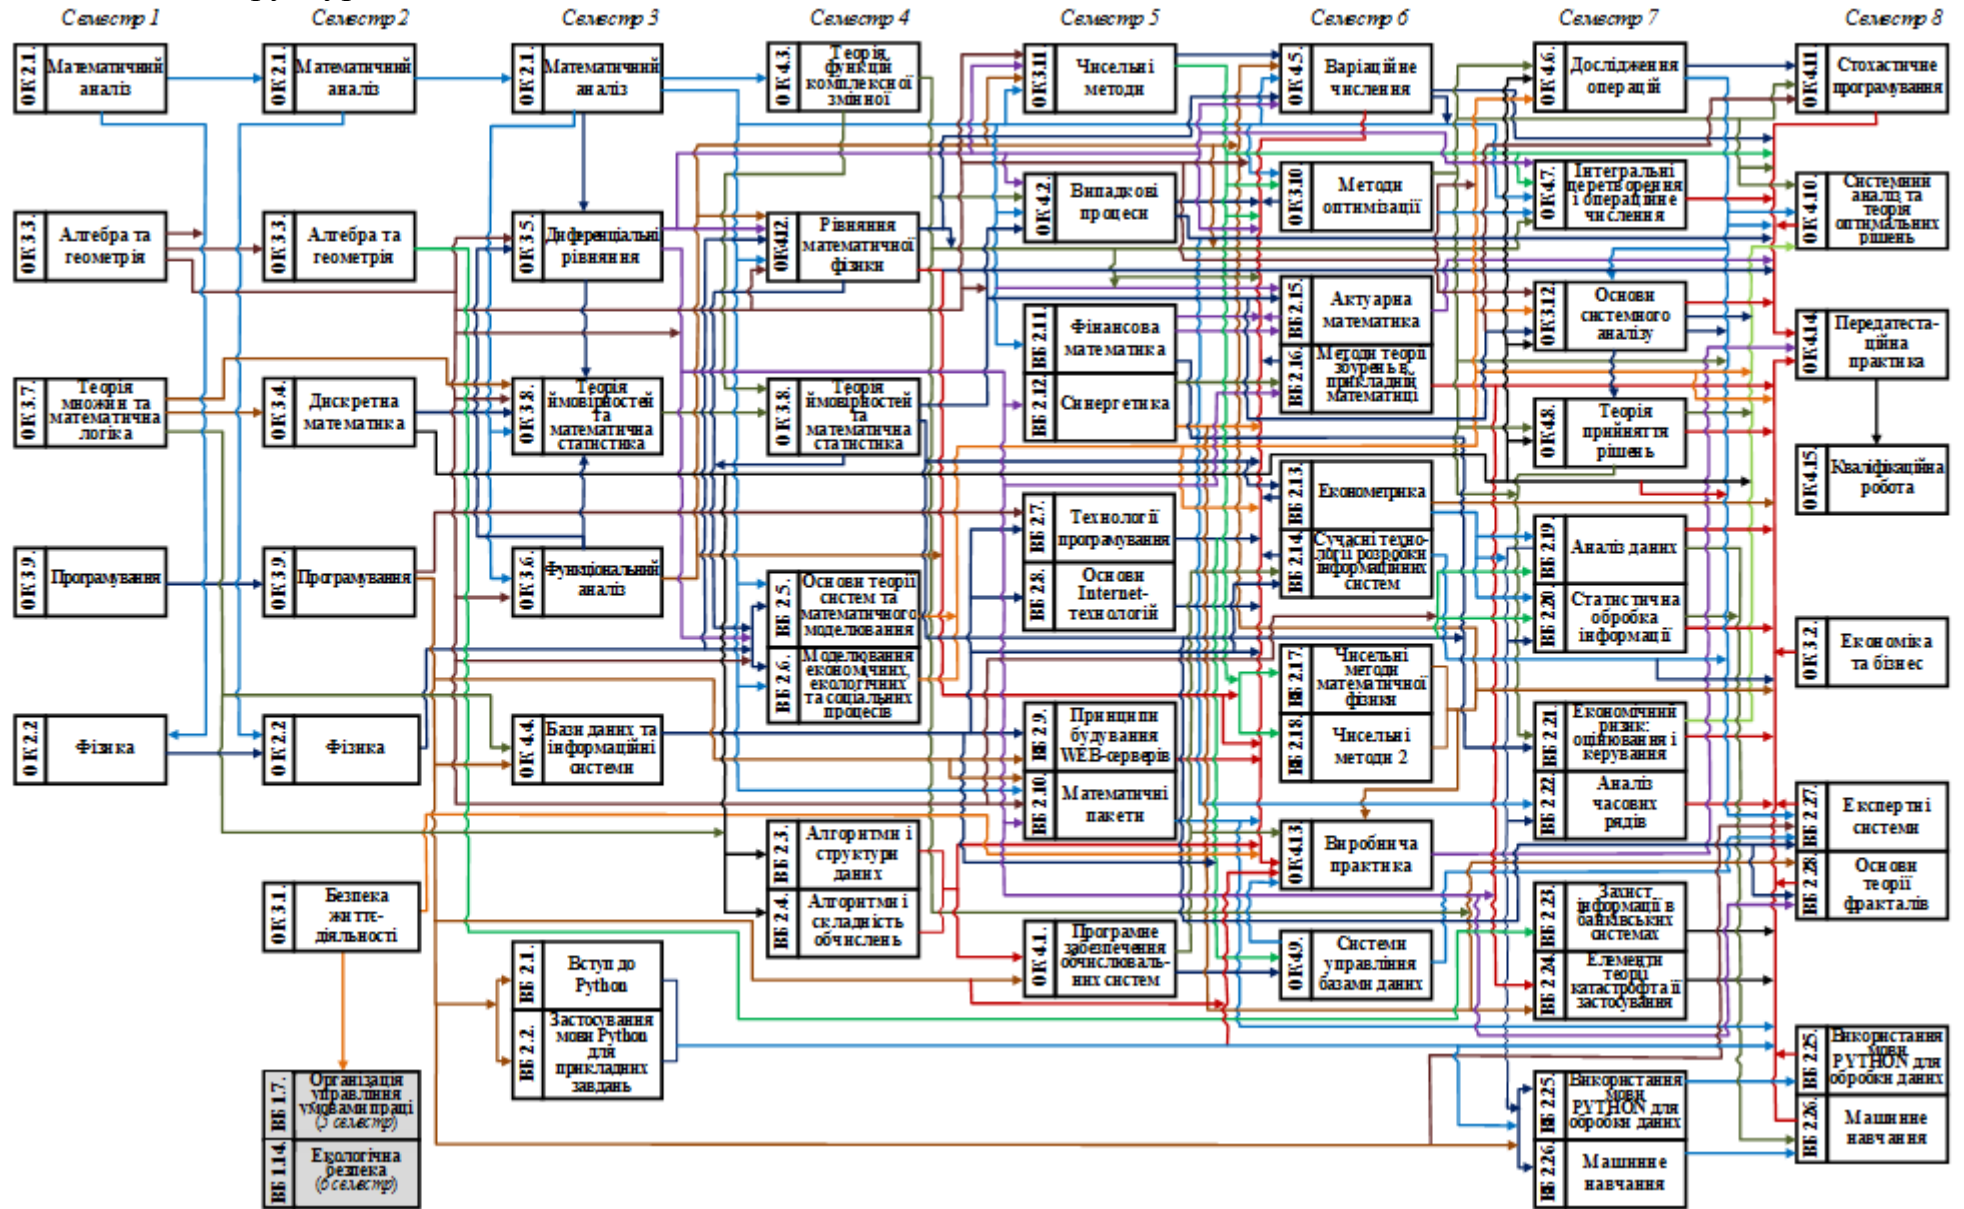 Семестр 1
Семестр 2
Семестр 3
Семестр 4
Семестр 5
Семестр 6
Семестр 7
Семестр 8
ОК 2.1.
Математичний
аналіз
ОК 3.3.
Алгебра та
геометрія
ОК 3.7.
Теорія
множин та
математична
логіка
ОК 3.9.
Програмування
ОК 2.2
Фізика
ОК 2.1
Математичний
аналіз
ОК 3.3.
Алгебра та
геометрія
ОК 3.4.
Дискретна
математика
ОК 3.9.
Програмування
ОК 2.2
Фізика
ОК 3.1.
Безпека
життє-
діяльності
ВБ 1.7.
Організація
управління
умовами праці
(5 семестр)
ВБ 1.14.
Екологічна
безпека
(6 семестр)
ОК 2.1.
Математичний
аналіз
ОК 3.5.
Диференціальні
рівняння
ОК 3.8.
Теорія
ймовірностей
та
математична
статистика
ОК 3.6.
Функціональний
аналіз
ОК 4.4.
Бази даних та
інформаційні
системи
ВБ 2.1.
Вступ до
Python
ВБ 2.2.
Застосування
мови Python
для
прикладних
завдань
ОК 4.3.
Теорія
функцій
комплексної
змінної
ОК4.12.
Рівняння
математичної
фізики
ОК 3.8.
Теорія
ймовірностей
та
математична
статистика
ВБ 2.5.
Основи теорії
систем та
математичного
моделювання
ВБ 2.6.
Моделювання
економічних,
екологічних
та соціальних
процесів
ВБ 2.3.
Алгоритми і
структури
даних
ВБ 2.4.
Алгоритми і
складність
обчислень
ОК 3.11.
Чисельні
методи
ОК 4.2.
Випадкові
процеси
ВБ 2.11.
Фінансова
математика
ВБ 2.12.
Синергетика
ВБ 2.7.
Технології
програмування
ВБ 2.8.
Основи
Internet-
технологій
ВБ 2.9.
Принципи
будування
WEB-серверів
ВБ 2.10.
Математичні
пакети
ОК 4.1.
Програмне
забезпечення
обчислюваль-
них систем
ОК 4.5.
Варіаційне
числення
ОК 3.10.
Методи
оптимізації
ВБ 2.15.
Актуарна
математика
ВБ 2.16.
Методи теорії
збурень в
прикладній
математиці
ВБ 2.13.
Економетрика
ВБ 2.14.
Сучасні техно-
логії розробки
інформаційних
систем
ВБ 2.17.
Чисельні
методи
математичної
фізики
ВБ 2.18.
Чисельні
методи 2
ОК 4.13.
Виробнича
практика
ОК 4.9.
Системи
управління
базами даних
ОК 4.6.
Дослідження
операцій
ОК 4.7.
Інтегральні
перетворення
і операційне
числення
ОК 3.12.
Основи
системного
аналізу
ОК 4.8.
Теорія
прийняття
рішень
ВБ 2.19.
Аналіз даних
ВБ 2.20.
Статистична
обробка
інформації
ВБ 2.21.
Економічний
ризик:
оцінювання і
керування
ВБ 2.22.
Аналіз
часових
рядів
ВБ 2.23.
Захист
інформації в
банківських
системах
ВБ 2.24.
Елементи
теорії
катастроф та її
застосування
ВБ 2.25.
Використання
мови
PYTHON для
обробки даних
ВБ 2.26.
Машинне
навчання
ОК 4.11
Стохастичне
програмування
ОК 4.10.
Системний
аналіз та
теорія
оптимальних
рішень
ОК 4.14.
Передатеста-
ційна
практика
ОК 4.15.
Кваліфікаційна
робота
ОК 3.2.
Економіка
та бізнес
ВБ 2.27.
Експертні
системи
ВБ 2.28.
Основи
теорії
фракталів
ВБ 2.25.
Використання
мови
PYTHON для
обробки даних
ВБ 2.26.
Машинне
навчання